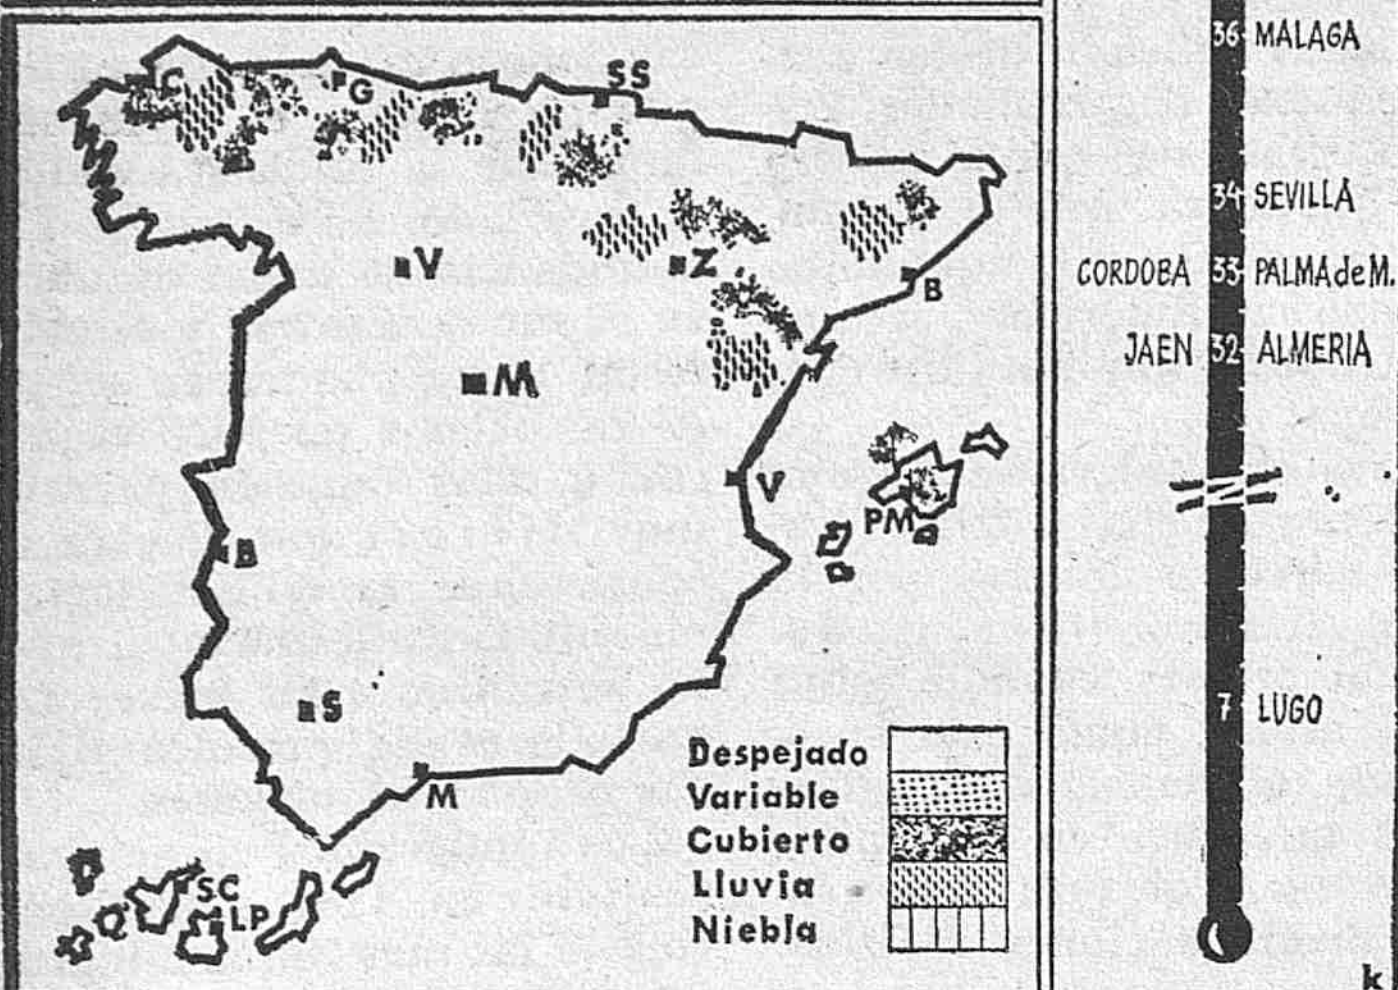 SS
C
G
V
Z
B
M
V
PM
B
S
M
SC
LP
Despejado
Variable
Cubierto
Lluvia
Niebla
36 MALAGA
34 SEVILLA
CORDOBA 33 PALMA de M.
JAEN 32 ALMERIA
7 LUGO
k